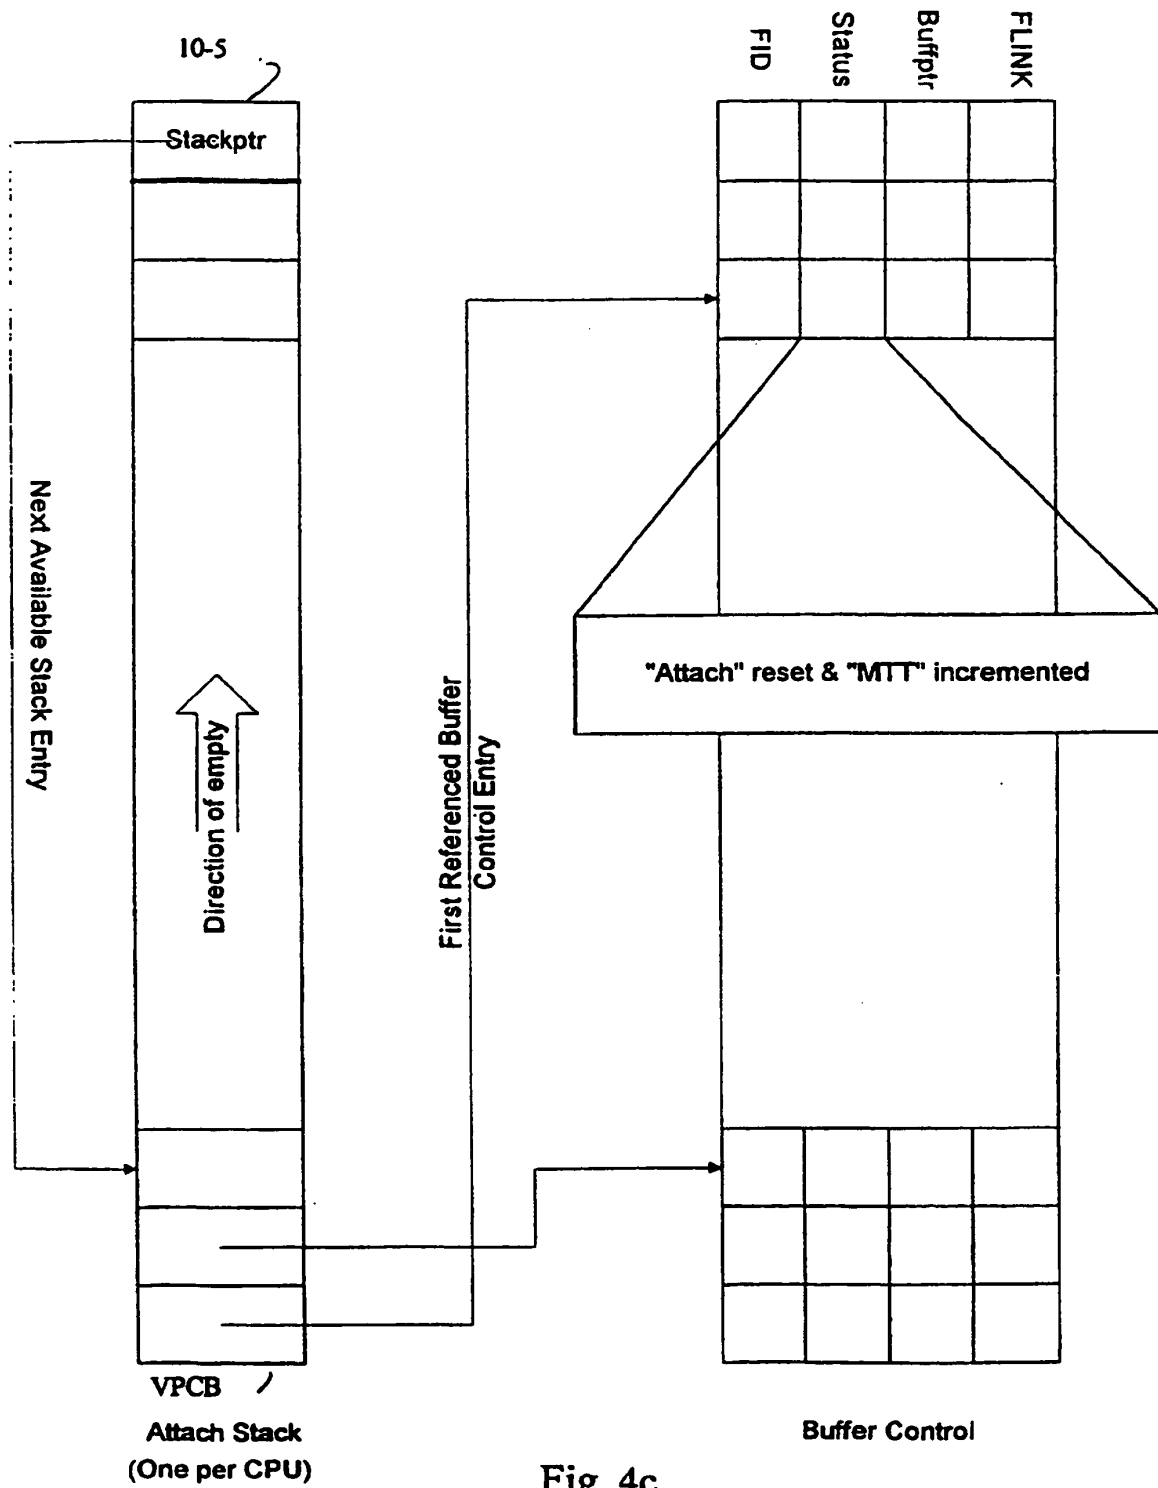 10-5
Stackptr
FID
Status
Buffptr
FLINK
Next Available Stack Entry
Direction of empty
First Referenced Buffer
Control Entry
"Attach" reset & "MTT" incremented
VPCB
Attach Stack
(One per CPU)
Buffer Control
Fig. 4c